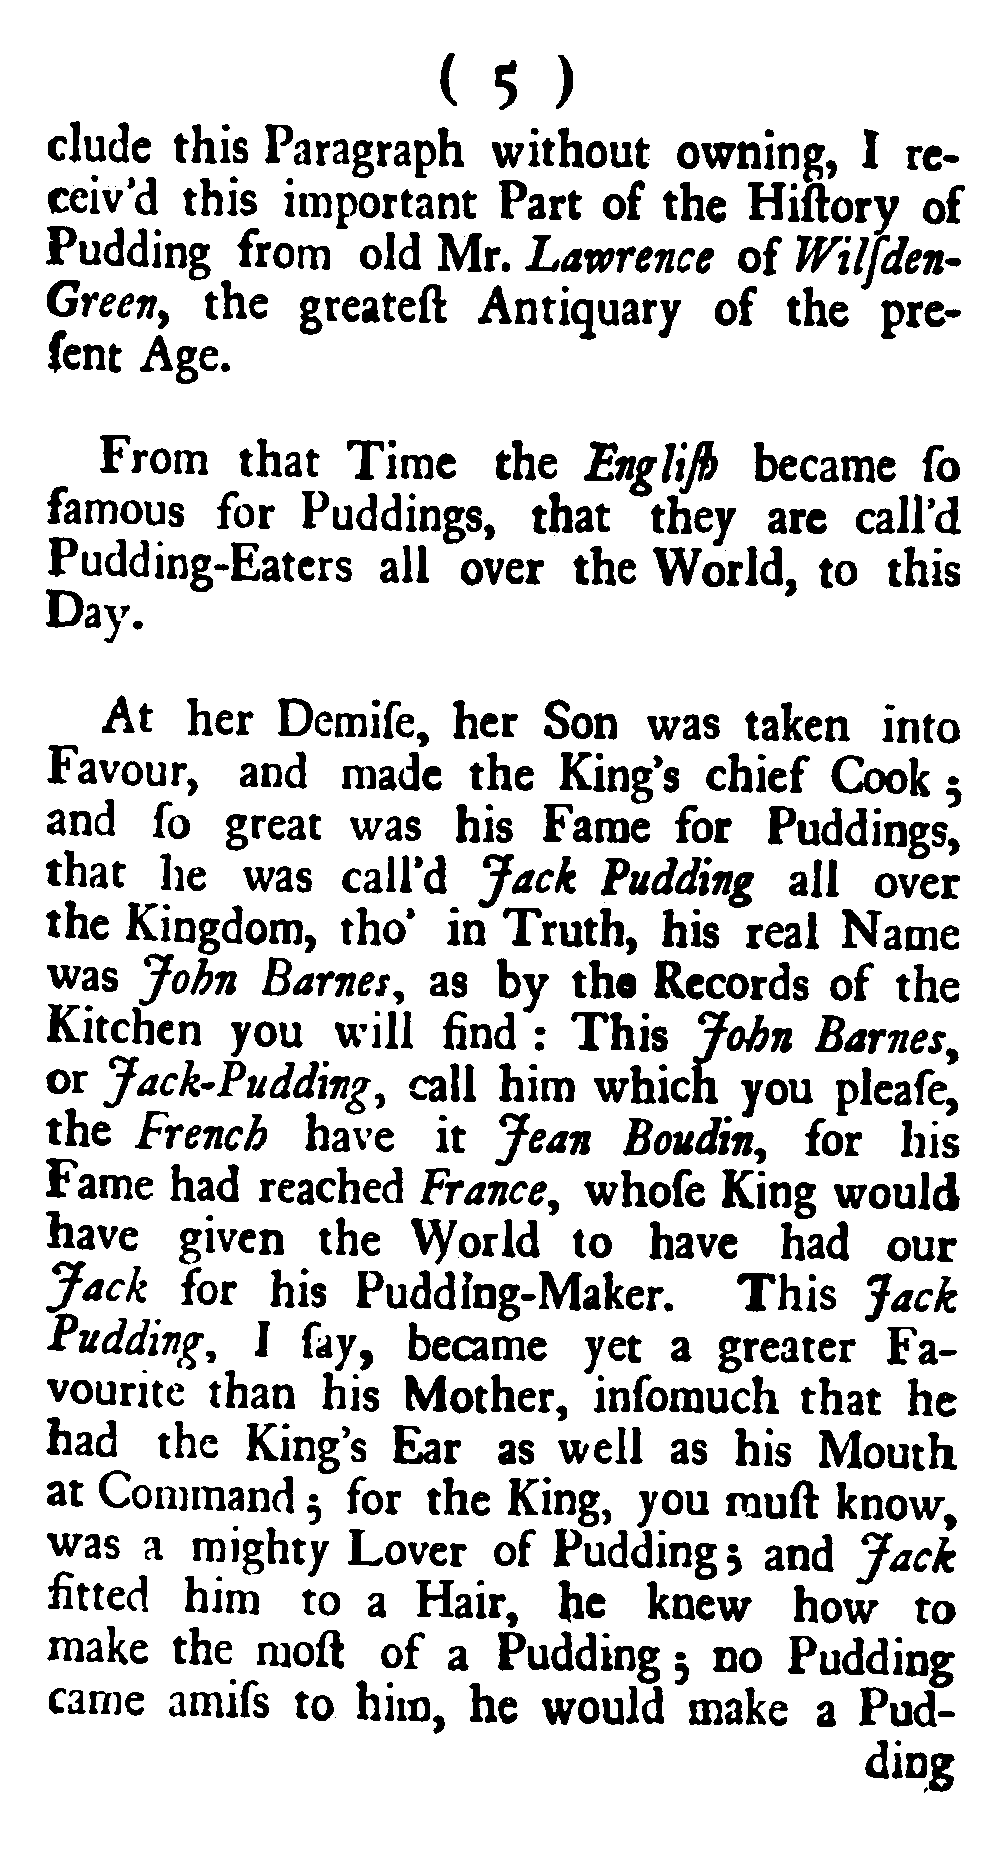 ( 5 )
clude this Paragraph without owning, I re-
ceiv'd this important Part of the Hiſtory of
Pudding from old Mr. Lawrence of Wilſden-
Green, the greateſt Antiquary of the pre-
ſent Age.
From that Time the Engliſh became ſo
famous for Puddings, that they are call'd
Pudding-Eaters all over the World, to this
Day.
At her Demiſe, her Son was taken into
Favour, and made the King's chief Cook;
and ſo great was his Fame for Puddings,
that he was call'd Jack Pudding all over
the Kingdom, tho' in Truth, his real Name
was John Barnes, as by the Records of the
Kitchen you will find: This John Barnes,
or Jack-Pudding, call him which you pleaſe,
the French have it Jean Boudin, for his
Fame had reached France, whoſe King would
have given the World to have had our
Jack for his Pudding-Maker. This Jack
Pudding, I ſay, became yet a greater Fa-
vourite than his Mother, inſomuch that he
had the King's Ear as well as his Mouth
at Command; for the King, you muſt know,
was a mighty Lover of Pudding; and Jack
fitted him to a Hair, he knew how to
make the moſt of a Pudding; no Pudding
came amiſs to him, he would make a Pud-
ding